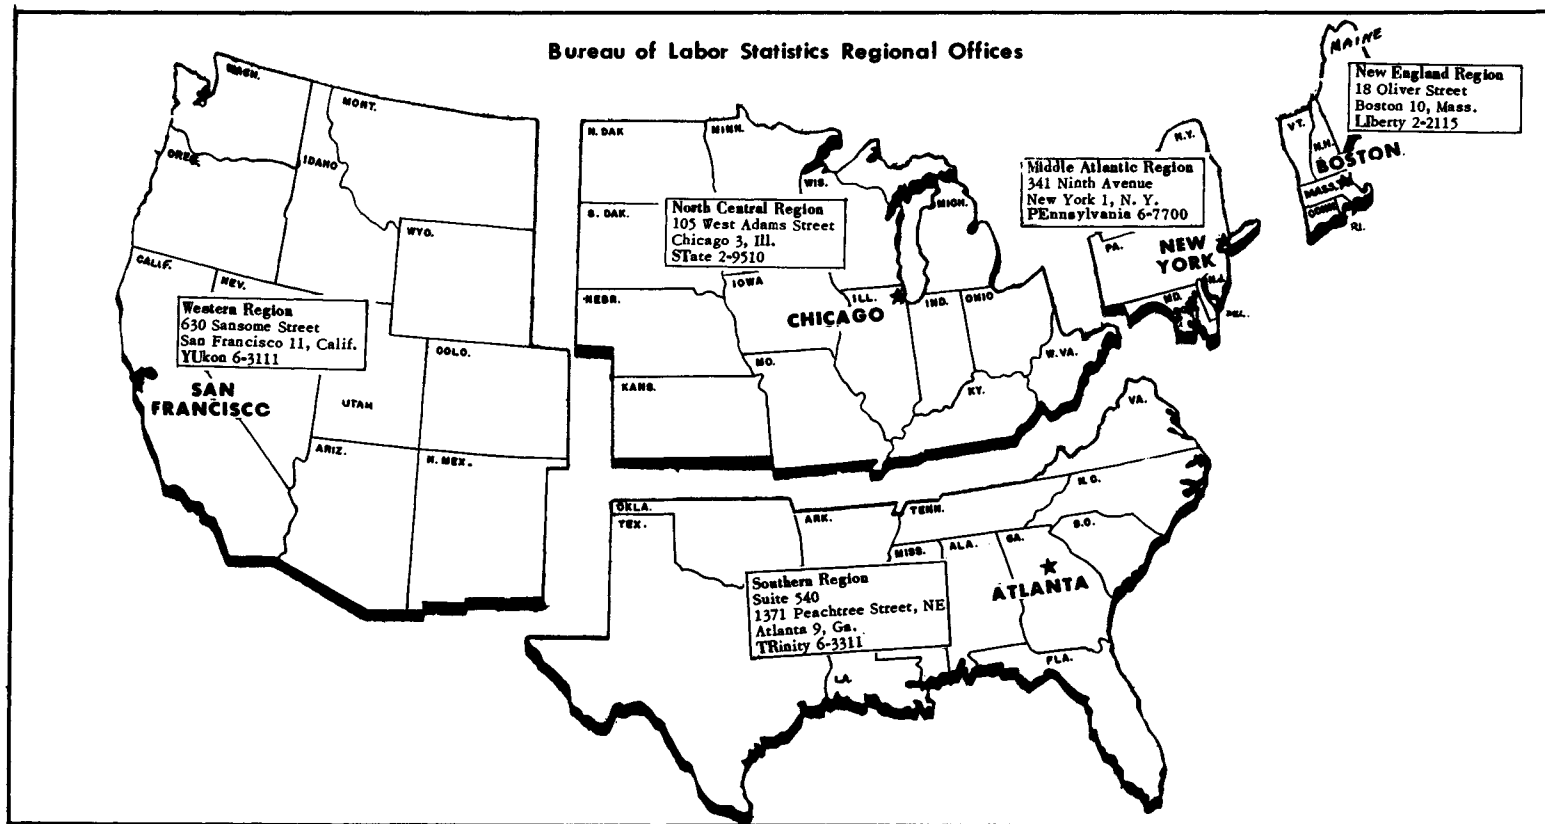 Bureau of Labor Statistics Regional Offices
MAINE
New England Region
18 Oliver Street
Boston 10, Mass.
LIberty 2-2115
VT.
N.H.
BOSTON
MASS.
CONN.
R.I.
N.Y.
Middle Atlantic Region
341 Ninth Avenue
New York 1, N. Y.
PEnnsylvania 6-7700
PA.
NEW
YORK
N.J.
MD.
DEL.
WASH.
MONT.
OREG.
IDAHO
WYO.
CALIF.
NEV.
Western Region
630 Sansome Street
San Francisco 11, Calif.
YUkon 6-3111
SAN
FRANCISCO
UTAH
COLO.
ARIZ.
N. MEX.
N. DAK
MINN.
WIS.
MICH.
S. DAK.
North Central Region
105 West Adams Street
Chicago 3, Ill.
STate 2-9510
IOWA
NEBR.
ILL.
IND.
OHIO
CHICAGO
MO.
KANS.
KY.
W.VA.
VA.
OKLA.
TEX.
ARK.
TENN.
N.C.
S.C.
MISS.
ALA.
GA.
ATLANTA
Southern Region
Suite 540
1371 Peachtree Street, NE
Atlanta 9, Ga.
TRinity 6-3311
LA.
FLA.